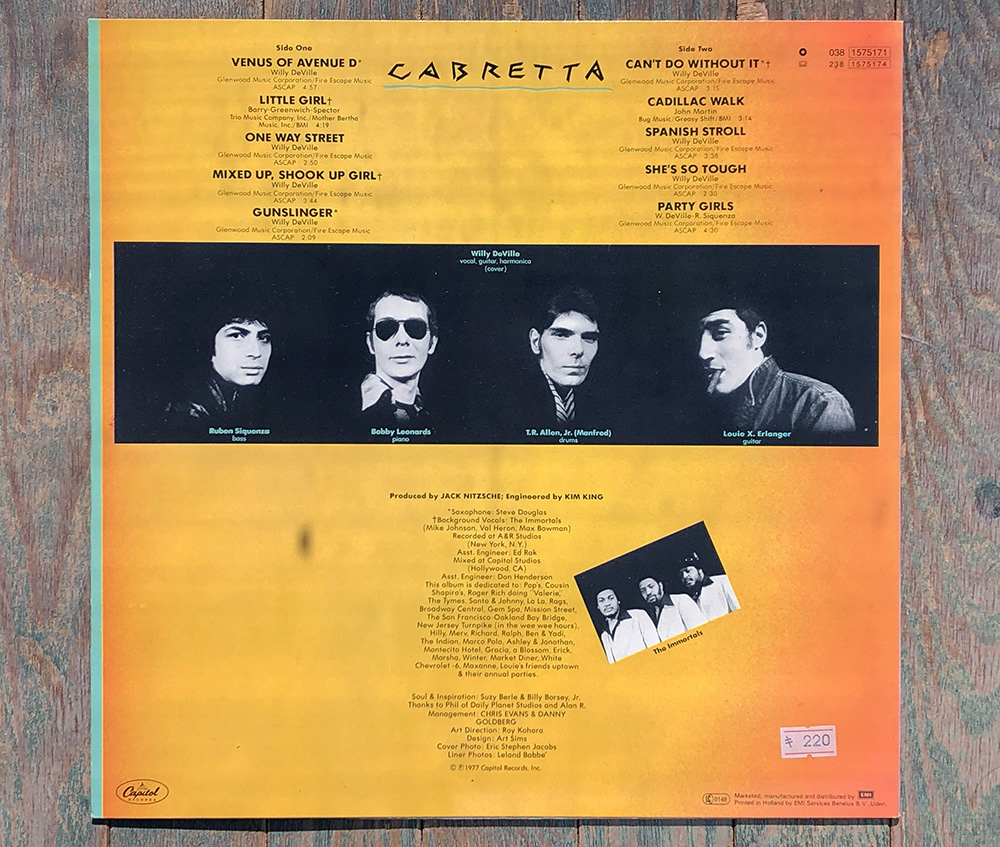 Side One
VENUS OF AVENUE D*
Willy DeVille
Glenwood Music Corporation/Fire Escape Music
ASCAP 4:57
LITTLE GIRL†
Barry-Greenwich-Spector
Trio Music Company, Inc./Mother Bertha
Music, Inc./BMI 4:19
ONE WAY STREET
Willy DeVille
Glenwood Music Corporation/Fire Escape Music
ASCAP 2:50
MIXED UP, SHOOK UP GIRL†
Willy DeVille
Glenwood Music Corporation/Fire Escape Music
ASCAP 3:44
GUNSLINGER*
Willy DeVille
Glenwood Music Corporation/Fire Escape Music
ASCAP 2:09
CABRETTA
Side Two
CAN'T DO WITHOUT IT*†
Willy DeVille
Glenwood Music Corporation/Fire Escape Music
ASCAP 3:15
CADILLAC WALK
John Martin
Bug Music/Greasy Shift/BMI 3:14
SPANISH STROLL
Willy DeVille
Glenwood Music Corporation/Fire Escape Music
ASCAP 3:38
SHE'S SO TOUGH
Willy DeVille
Glenwood Music Corporation/Fire Escape Music
ASCAP 2:30
PARTY GIRLS
W. DeVille-R. Siquenza
Glenwood Music Corporation/Fire Escape Music
ASCAP 4:30
038 1575171
238 1575174
Willy DeVille
vocal, guitar, harmonica
(cover)
Ruben Siquenza
bass
Bobby Leonards
piano
T.R. Allen, Jr. (Manfred)
drums
Louie X. Erlanger
guitar
Produced by JACK NITZSCHE; Engineered by KIM KING
*Saxophone: Steve Douglas
†Background Vocals: The Immortals
(Mike Johnson, Val Heron, Max Bowman)
Recorded at A&R Studios
(New York, N.Y.)
Asst. Engineer: Ed Rak
Mixed at Capitol Studios
(Hollywood, CA)
Asst. Engineer: Don Henderson
This album is dedicated to: Pop's, Cousin
Shapiro's, Roger Rich doing "Valerie,"
The Tymes, Santo & Johnny, La La, Rags,
Broadway Central, Gem Spa, Mission Street,
The San Francisco-Oakland Bay Bridge,
New Jersey Turnpike (in the wee wee hours),
Hilly, Merv, Richard, Ralph, Ben & Yadi,
The Indian, Marco Polo, Ashley & Jonathan,
Montecito Hotel, Gracia, a Blossom, Erick,
Marsha, Winter, Market Diner, White
Chevrolet -6, Maxanne, Louie's friends uptown
& their annual parties.
The Immortals
Soul & Inspiration: Suzy Berle & Billy Borsey, Jr.
Thanks to Phil of Daily Planet Studios and Alan R.
Management: CHRIS EVANS & DANNY
GOLDBERG
Art Direction: Roy Kohara
Design: Art Sims
Cover Photo: Eric Stephen Jacobs
Liner Photos: Leland Bobbe'
© ℗ 1977 Capitol Records, Inc.
220
Capitol
RECORDS
LC 0148
Marketed, manufactured and distributed by EMI
Printed in Holland by EMI Services Benelux B.V., Uden.